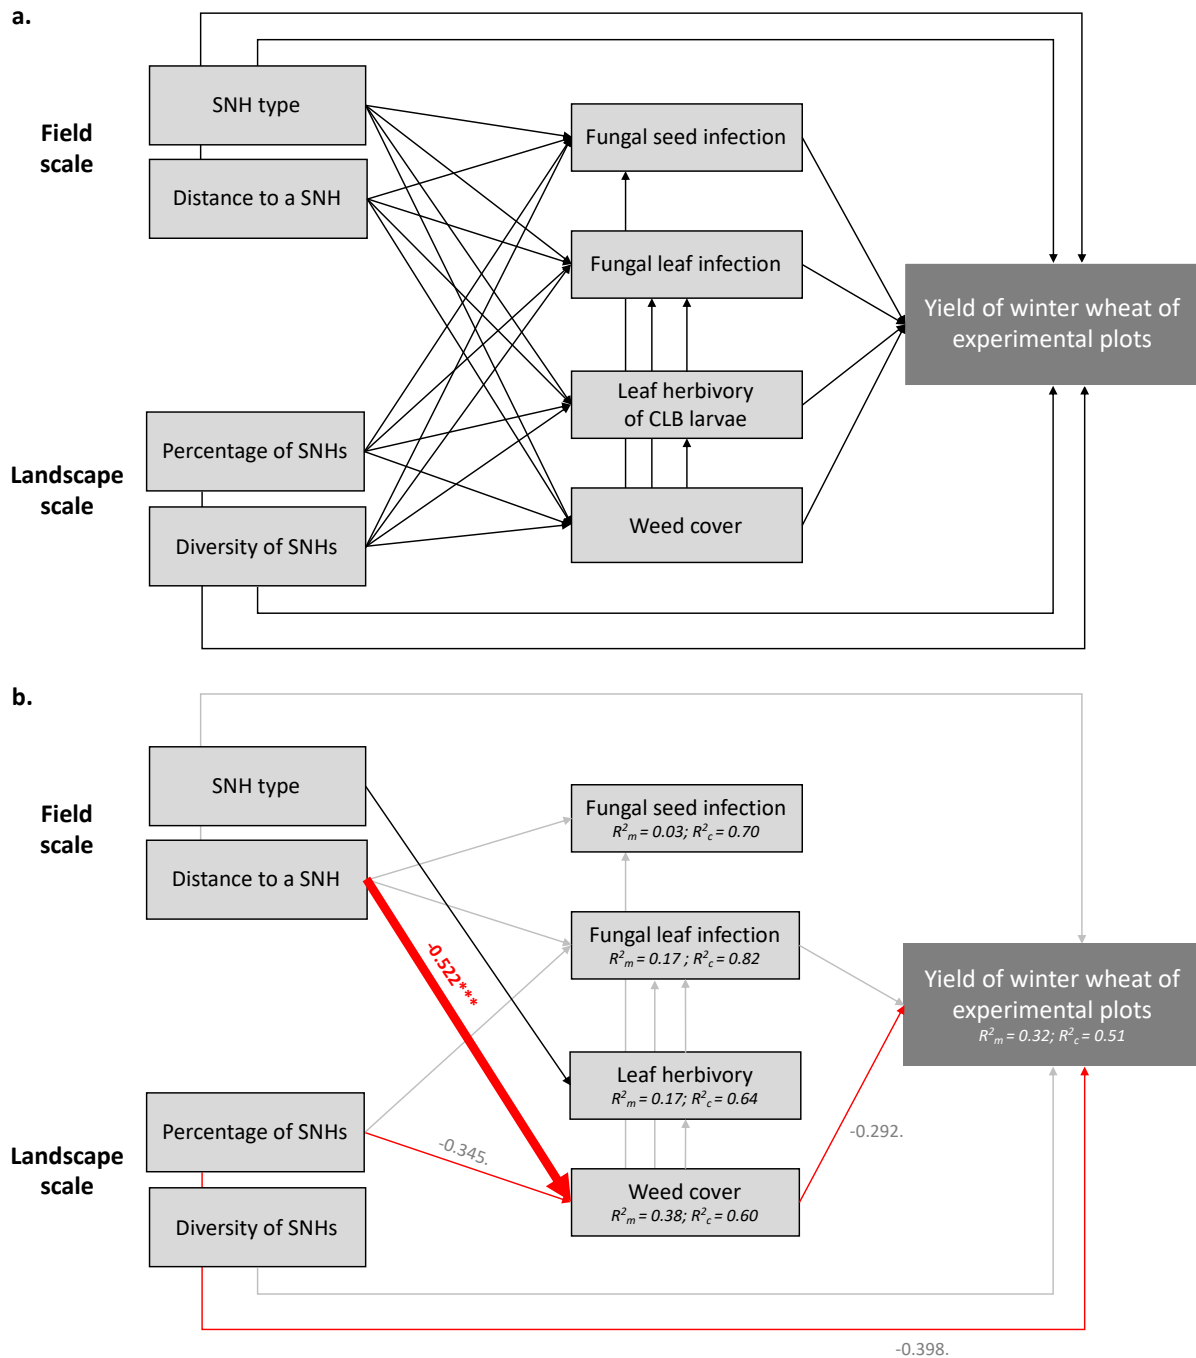 a.
Field
scale
SNH type
Distance to a SNH
Landscape
scale
Percentage of SNHs
Diversity of SNHs
Fungal seed infection
Fungal leaf infection
Leaf herbivory
of CLB larvae
Weed cover
Yield of winter wheat of
experimental plots
b.
Field
scale
SNH type
Distance to a SNH
Landscape
scale
Percentage of SNHs
Diversity of SNHs
-0.522***
-0.345.
Fungal seed infection
R²ₘ = 0.03; R²c = 0.70
Fungal leaf infection
R²ₘ = 0.17 ; R²c = 0.82
Leaf herbivory
R²ₘ = 0.17; R²c = 0.64
Weed cover
R²ₘ = 0.38; R²c = 0.60
-0.292.
Yield of winter wheat of
experimental plots
R²ₘ = 0.32; R²c = 0.51
-0.398.